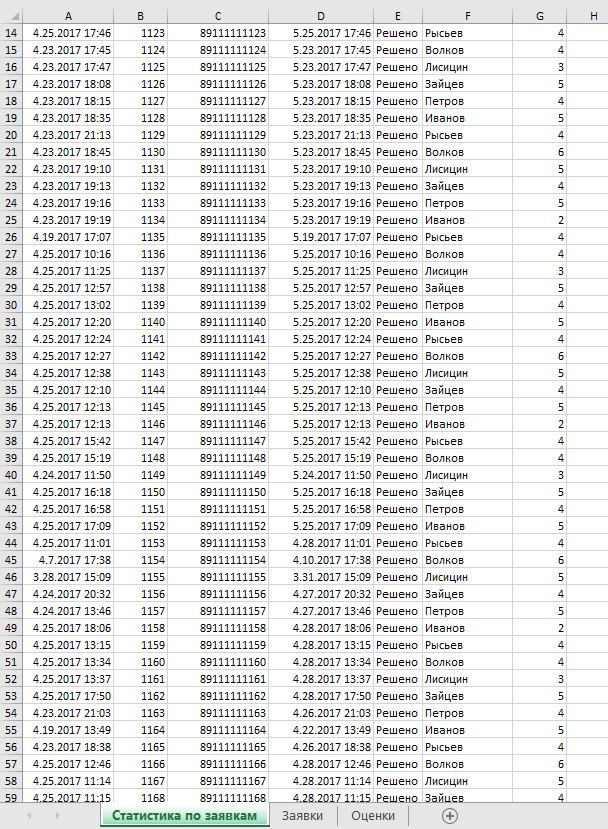 A B C D E F G H
14 4.25.2017 17:46 1123 89111111123 5.25.2017 17:46 Решено Рысьев 4
15 4.23.2017 17:45 1124 89111111124 5.23.2017 17:45 Решено Волков 4
16 4.25.2017 17:47 1125 89111111125 5.25.2017 17:47 Решено Лисицин 3
17 4.23.2017 18:08 1126 89111111126 5.23.2017 18:08 Решено Зайцев 5
18 4.23.2017 18:15 1127 89111111127 5.23.2017 18:15 Решено Петров 4
19 4.23.2017 18:35 1128 89111111128 5.23.2017 18:35 Решено Иванов 5
20 4.23.2017 21:13 1129 89111111129 5.23.2017 21:13 Решено Рысьев 4
21 4.23.2017 18:45 1130 89111111130 5.23.2017 18:45 Решено Волков 6
22 4.23.2017 19:10 1131 89111111131 5.23.2017 19:10 Решено Лисицин 5
23 4.23.2017 19:13 1132 89111111132 5.23.2017 19:13 Решено Зайцев 4
24 4.23.2017 19:16 1133 89111111133 5.23.2017 19:16 Решено Петров 5
25 4.23.2017 19:19 1134 89111111134 5.23.2017 19:19 Решено Иванов 2
26 4.19.2017 17:07 1135 89111111135 5.19.2017 17:07 Решено Рысьев 4
27 4.25.2017 10:16 1136 89111111136 5.25.2017 10:16 Решено Волков 4
28 4.25.2017 11:25 1137 89111111137 5.25.2017 11:25 Решено Лисицин 3
29 4.25.2017 12:57 1138 89111111138 5.25.2017 12:57 Решено Зайцев 5
30 4.25.2017 13:02 1139 89111111139 5.25.2017 13:02 Решено Петров 4
31 4.25.2017 12:20 1140 89111111140 5.25.2017 12:20 Решено Иванов 5
32 4.25.2017 12:24 1141 89111111141 5.25.2017 12:24 Решено Рысьев 4
33 4.25.2017 12:27 1142 89111111142 5.25.2017 12:27 Решено Волков 6
34 4.25.2017 12:38 1143 89111111143 5.25.2017 12:38 Решено Лисицин 5
35 4.25.2017 12:10 1144 89111111144 5.25.2017 12:10 Решено Зайцев 4
36 4.25.2017 12:13 1145 89111111145 5.25.2017 12:13 Решено Петров 5
37 4.25.2017 12:13 1146 89111111146 5.25.2017 12:13 Решено Иванов 2
38 4.25.2017 15:42 1147 89111111147 5.25.2017 15:42 Решено Рысьев 4
39 4.25.2017 15:19 1148 89111111148 5.25.2017 15:19 Решено Волков 4
40 4.24.2017 11:50 1149 89111111149 5.24.2017 11:50 Решено Лисицин 3
41 4.25.2017 16:18 1150 89111111150 5.25.2017 16:18 Решено Зайцев 5
42 4.25.2017 16:58 1151 89111111151 5.25.2017 16:58 Решено Петров 4
43 4.25.2017 17:09 1152 89111111152 5.25.2017 17:09 Решено Иванов 5
44 4.25.2017 11:01 1153 89111111153 4.28.2017 11:01 Решено Рысьев 4
45 4.7.2017 17:38 1154 89111111154 4.10.2017 17:38 Решено Волков 6
46 3.28.2017 15:09 1155 89111111155 3.31.2017 15:09 Решено Лисицин 5
47 4.24.2017 20:32 1156 89111111156 4.27.2017 20:32 Решено Зайцев 4
48 4.24.2017 13:46 1157 89111111157 4.27.2017 13:46 Решено Петров 5
49 4.25.2017 18:06 1158 89111111158 4.28.2017 18:06 Решено Иванов 2
50 4.25.2017 13:15 1159 89111111159 4.28.2017 13:15 Решено Рысьев 4
51 4.25.2017 13:34 1160 89111111160 4.28.2017 13:34 Решено Волков 4
52 4.25.2017 13:37 1161 89111111161 4.28.2017 13:37 Решено Лисицин 3
53 4.25.2017 17:50 1162 89111111162 4.28.2017 17:50 Решено Зайцев 5
54 4.23.2017 21:03 1163 89111111163 4.26.2017 21:03 Решено Петров 4
55 4.19.2017 13:49 1164 89111111164 4.22.2017 13:49 Решено Иванов 5
56 4.23.2017 18:38 1165 89111111165 4.26.2017 18:38 Решено Рысьев 4
57 4.25.2017 12:46 1166 89111111166 4.28.2017 12:46 Решено Волков 6
58 4.25.2017 11:14 1167 89111111167 4.28.2017 11:14 Решено Лисицин 5
59 4.25.2017 11:15 1168 89111111168 4.28.2017 11:15 Решено Зайцев 4
Статистика по заявкам Заявки Оценки